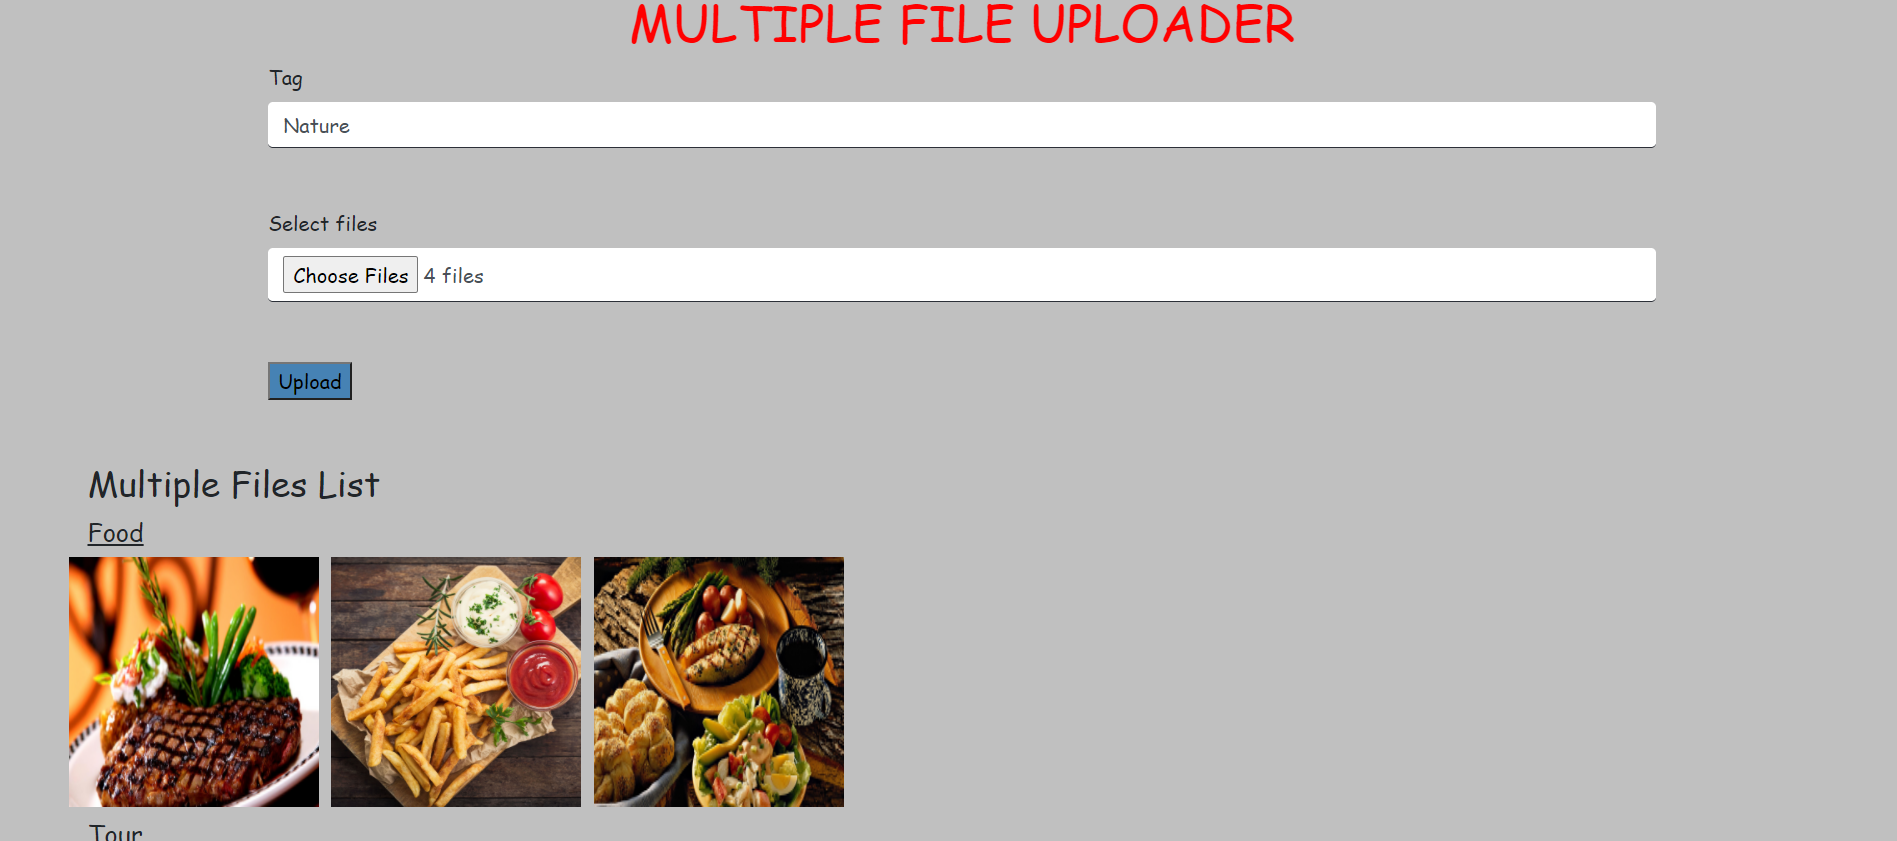 MULTIPLE FILE UPLOADER
Tag
Nature
Select files
Choose Files 4 files
Upload
Multiple Files List
Food
Tour